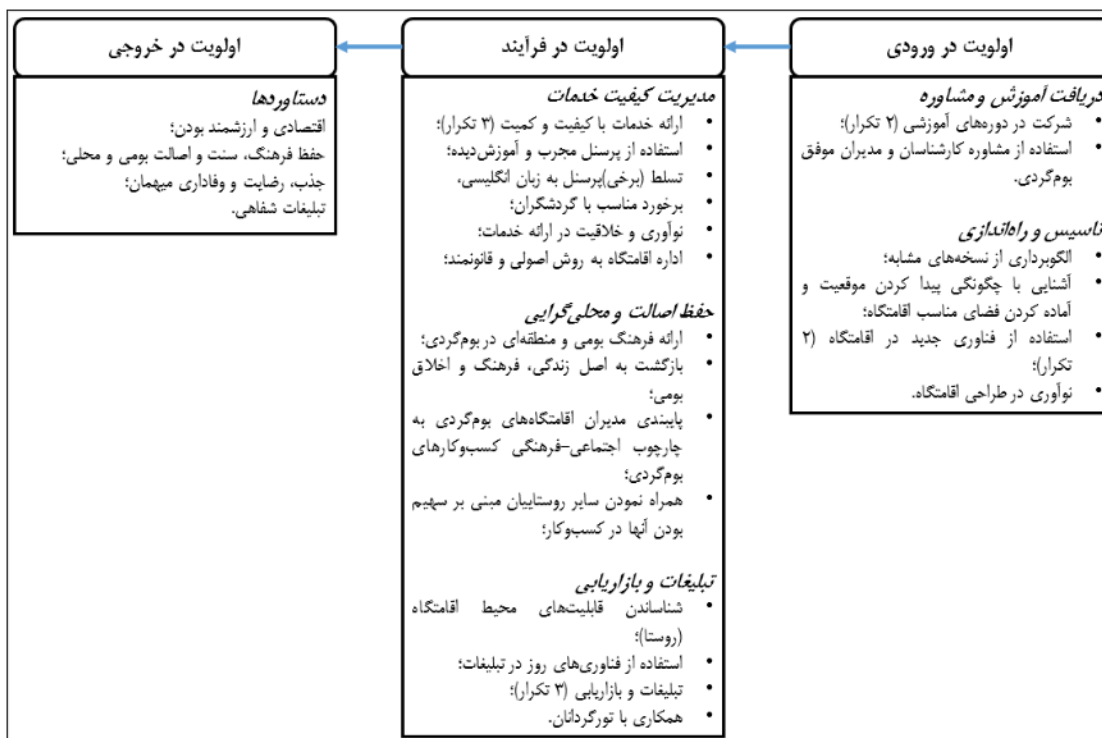 اولویت در ورودی
دریافت آموزش و مشاوره
• شرکت در دوره‌های آموزشی (۲ تکرار)؛
• استفاده از مشاوره کارشناسان و مدیران موفق
بوم‌گردی.
تاسیس و راه‌اندازی
• الگوبرداری از نسخه‌های مشابه؛
• آشنایی با چگونگی پیدا کردن موقعیت و
آماده کردن فضای مناسب اقامتگاه؛
• استفاده از فناوری جدید در اقامتگاه (۲
تکرار)؛
• نوآوری در طراحی اقامتگاه.
اولویت در فرآیند
مدیریت کیفیت خدمات
• ارائه خدمات با کیفیت و کمیت (۳ تکرار)؛
• استفاده از پرسنل مجرب و آموزش‌دیده؛
• تسلط (برخی)پرسنل به زبان انگلیسی،
• برخورد مناسب با گردشگران؛
• نوآوری و خلاقیت در ارائه خدمات؛
• اداره اقامتگاه به روش اصولی و قانونمند؛
حفظ اصالت و محلی‌گرایی
• ارائه فرهنگ بومی و منطقه‌ای در بوم‌گردی؛
• بازگشت به اصل زندگی، فرهنگ و اخلاق
بومی؛
• پایبندی مدیران اقامتگاه‌های بوم‌گردی به
چارچوب اجتماعی–فرهنگی کسب‌وکارهای
بوم‌گردی؛
• همراه نمودن سایر روستاییان مبنی بر سهیم
بودن آنها در کسب‌وکار؛
تبلیغات و بازاریابی
• شناساندن قابلیت‌های محیط اقامتگاه
(روستا)؛
• استفاده از فناوری‌های روز در تبلیغات؛
• تبلیغات و بازاریابی (۳ تکرار)؛
• همکاری با تورگردانان.
اولویت در خروجی
دستاوردها
اقتصادی و ارزشمند بودن؛
حفظ فرهنگ، سنت و اصالت بومی و محلی؛
جذب، رضایت و وفاداری میهمان؛
تبلیغات شفاهی.